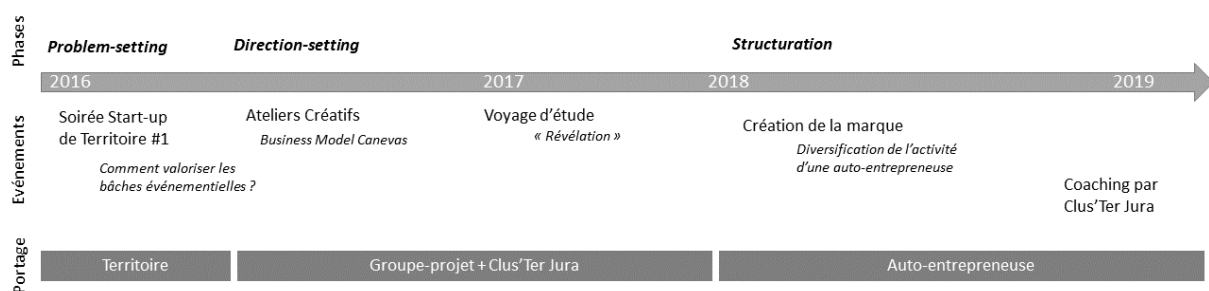 Phases
Problem-setting
Direction-setting
Structuration
2016
2017
2018
2019
Evénements
Soirée Start-up
de Territoire #1
Comment valoriser les
bâches événementielles ?
Ateliers Créatifs
Business Model Canevas
Voyage d’étude
« Révélation »
Création de la marque
Diversification de l’activité
d’une auto-entrepreneuse
Coaching par
Clus’Ter Jura
Portage
Territoire
Groupe-projet + Clus’Ter Jura
Auto-entrepreneuse